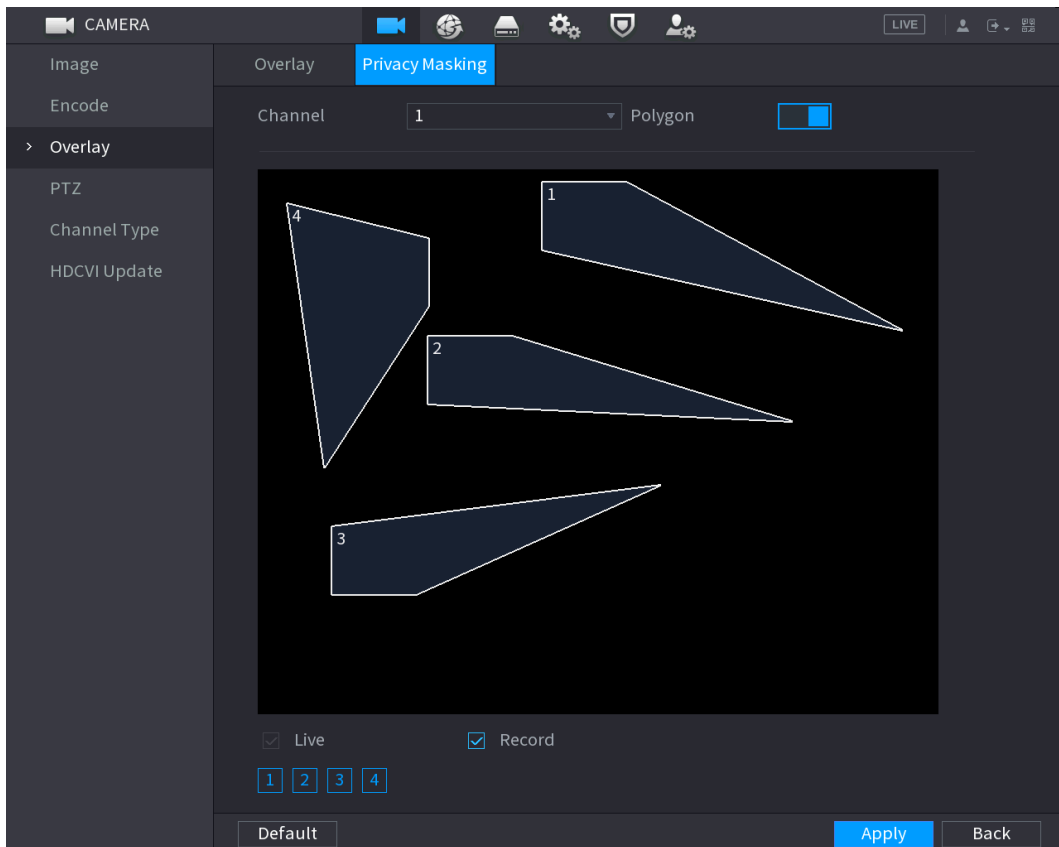 CAMERA
LIVE
Image
Encode
Overlay
PTZ
Channel Type
HDCVI Update
Overlay
Privacy Masking
Channel
1
Polygon
1
4
2
3
Live
Record
1
2
3
4
Default
Apply
Back